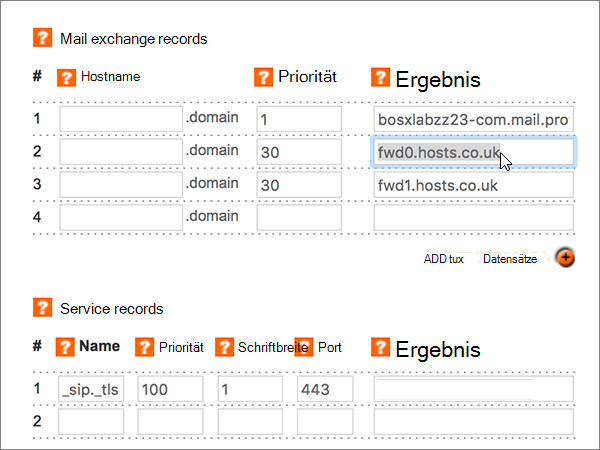 ? Mail exchange records
# ? Hostname ? Priorität ? Ergebnis
1 .domain 1 bosxlabzz23-com.mail.pro
2 .domain 30 fwd0.hosts.co.uk
3 .domain 30 fwd1.hosts.co.uk
4 .domain
ADD tux Datensätze +
? Service records
# ? Name ? Priorität ? Schriftbreite ? Port ? Ergebnis
1 _sip._tls 100 1 443
2